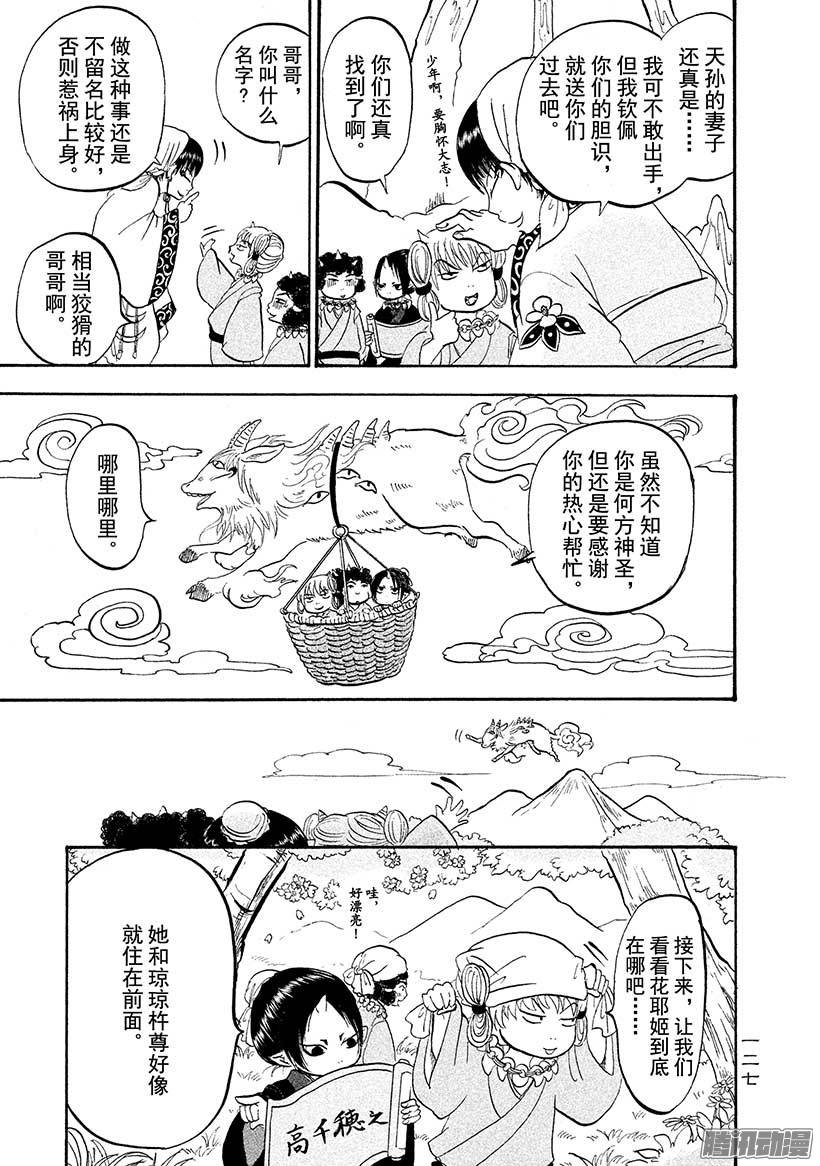 天孙的妻子
还真是……
我可不敢出手，
但我钦佩
你们的胆识，
就送你们
过去吧。
少年啊，要胸怀大志！
你们还真
找到了啊。
哥哥，
你叫什么
名字？
做这种事还是
不留名比较好，
否则惹祸上身。
相当狡猾的
哥哥啊。
虽然不知道
你是何方神圣，
但还是要感谢
你的热心帮忙。
哪里哪里。
接下来，让我们
看看花耶姬到底
在哪吧……
哇，
好漂亮！
她和琼琼杵尊好像
就住在前面。
高千穗之
一二七
腾讯动漫